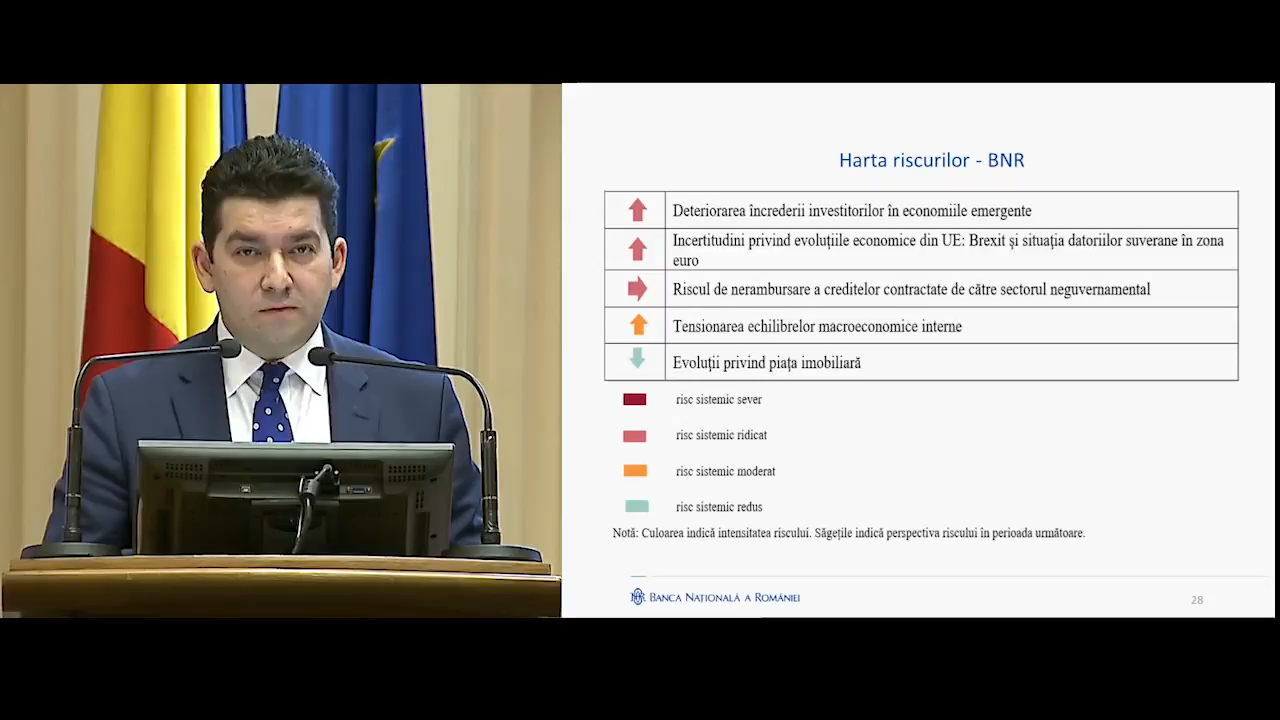 Harta riscurilor - BNR
Deteriorarea încrederii investitorilor în economiile emergente
Incertitudini privind evoluțiile economice din UE: Brexit și situația datoriilor suverane în zona
euro
Riscul de nerambursare a creditelor contractate de către sectorul neguvernamental
Tensionarea echilibrelor macroeconomice interne
Evoluții privind piața imobiliară
risc sistemic sever
risc sistemic ridicat
risc sistemic moderat
risc sistemic redus
Notă: Culoarea indică intensitatea riscului. Săgețile indică perspectiva riscului în perioada următoare.
BANCA NAȚIONALĂ A ROMÂNIEI
28